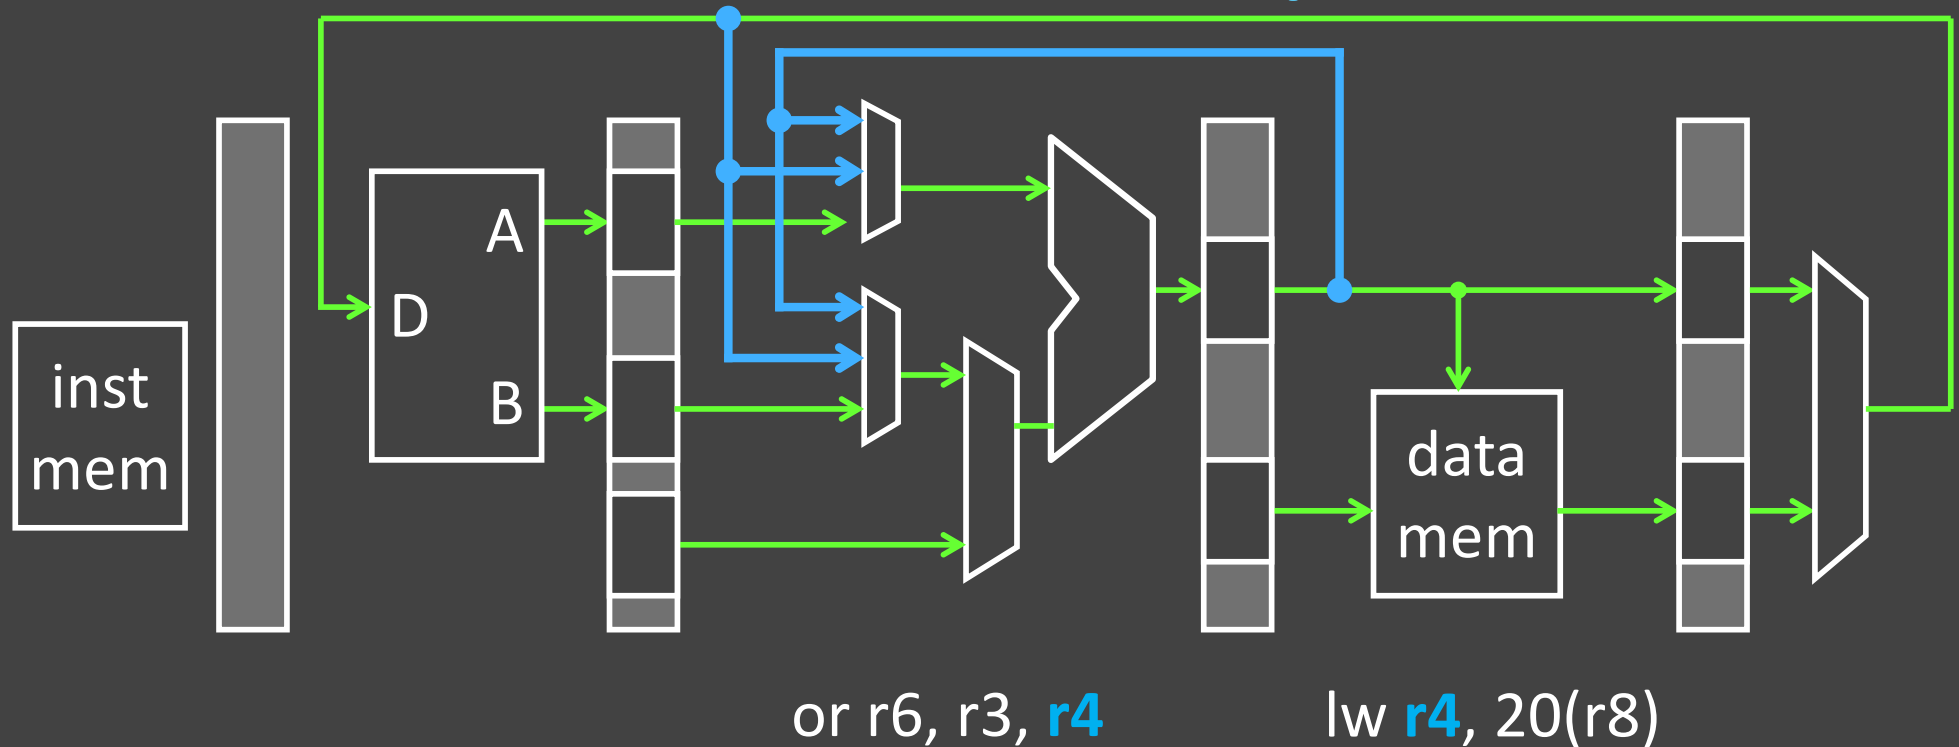 A
D
B
inst
mem
data
mem
or r6, r3, r4
lw r4, 20(r8)